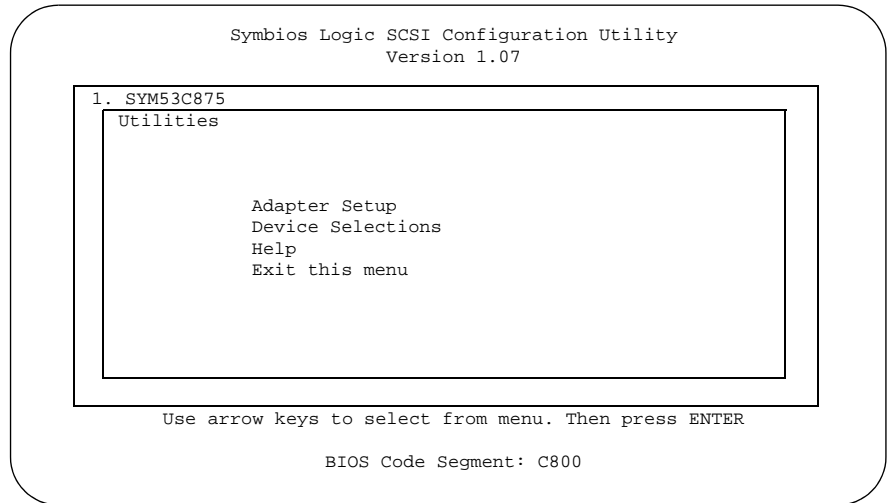 Symbios Logic SCSI Configuration Utility
Version 1.07
1. SYM53C875
Utilities
Adapter Setup
Device Selections
Help
Exit this menu
Use arrow keys to select from menu. Then press ENTER
BIOS Code Segment: C800